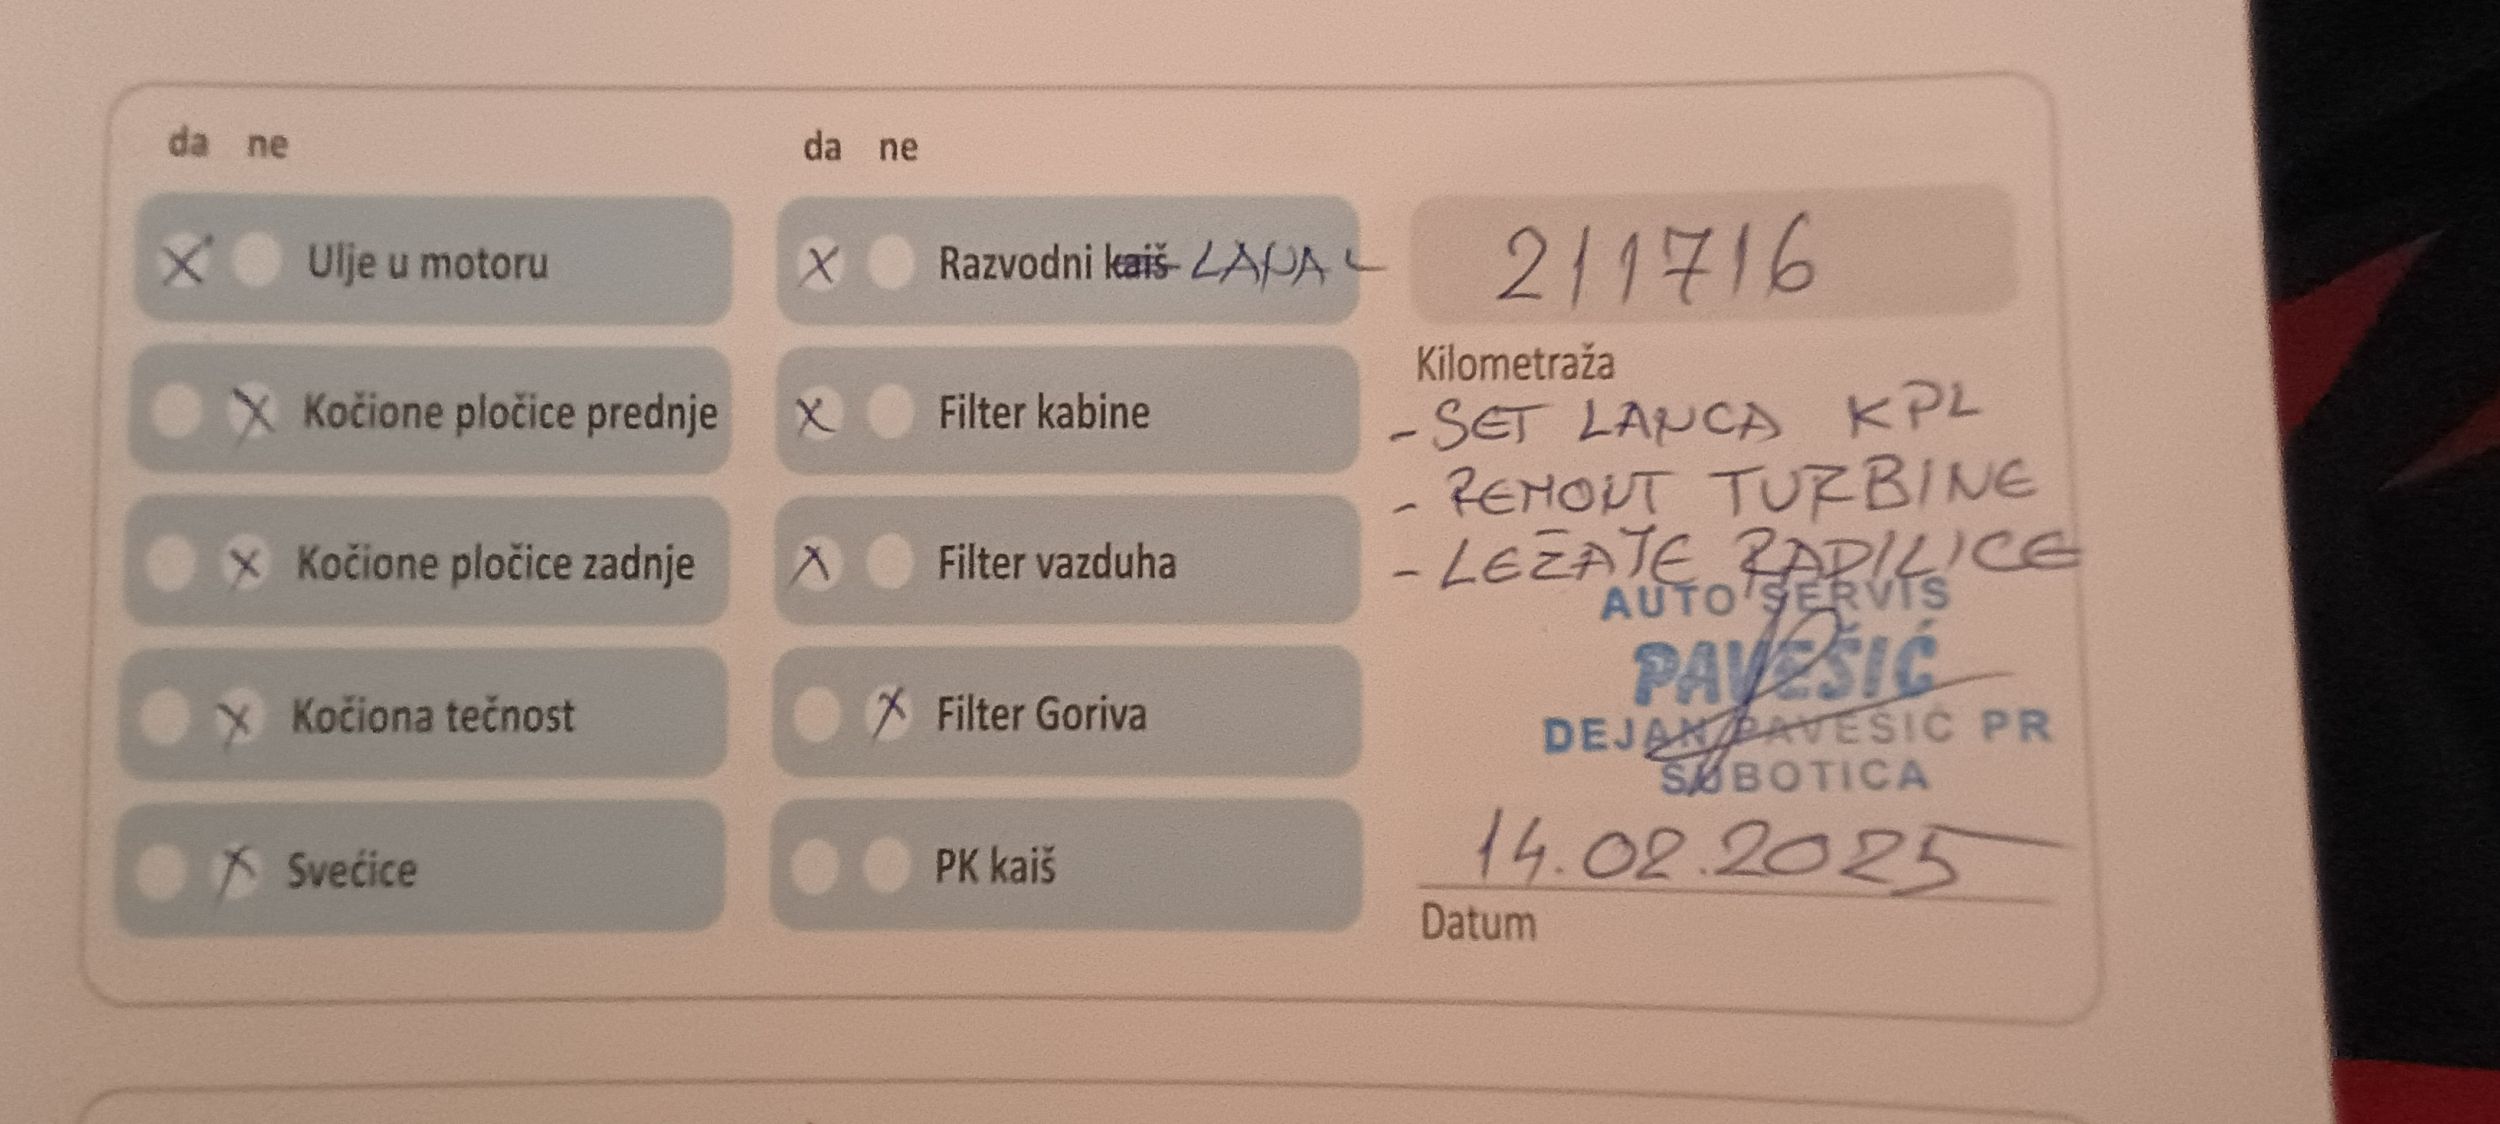 da ne
X Ulje u motoru
X Kočione pločice prednje
X Kočione pločice zadnje
X Kočiona tečnost
X Svećice
da ne
X Razvodni kaiš LANAC
X Filter kabine
X Filter vazduha
X Filter Goriva
PK kaiš
211716
Kilometraža
- SET LANCA KPL
- REMONT TURBINE
- LEŽAJE RADILICE
AUTO SERVIS
PAVEŠIĆ
DEJAN PAVEŠIĆ PR
SUBOTICA
14.02.2025
Datum